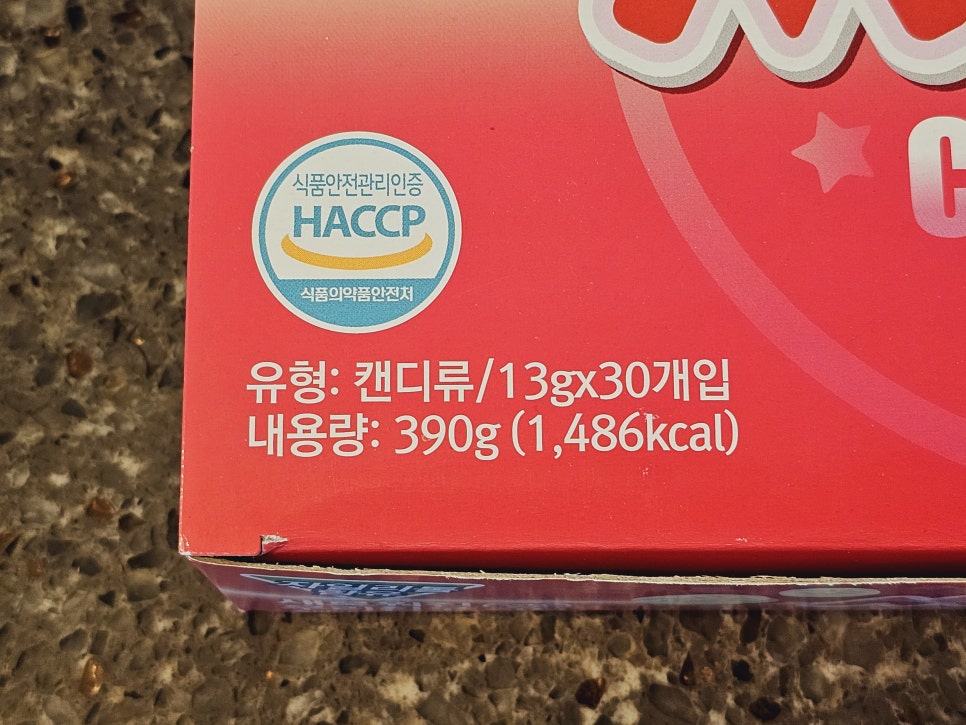 식품안전관리인증
HACCP
식품의약품안전처
유형: 캔디류/13gx30개입
내용량: 390g (1,486kcal)